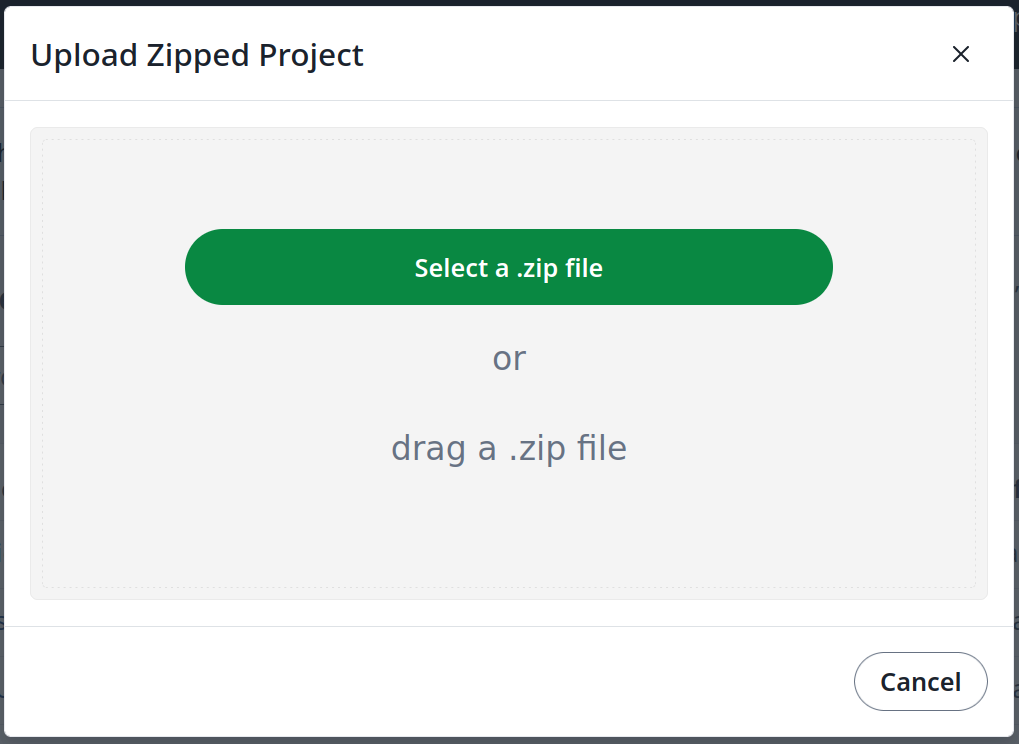 Upload Zipped Project
Select a .zip file
or
drag a .zip file
Cancel